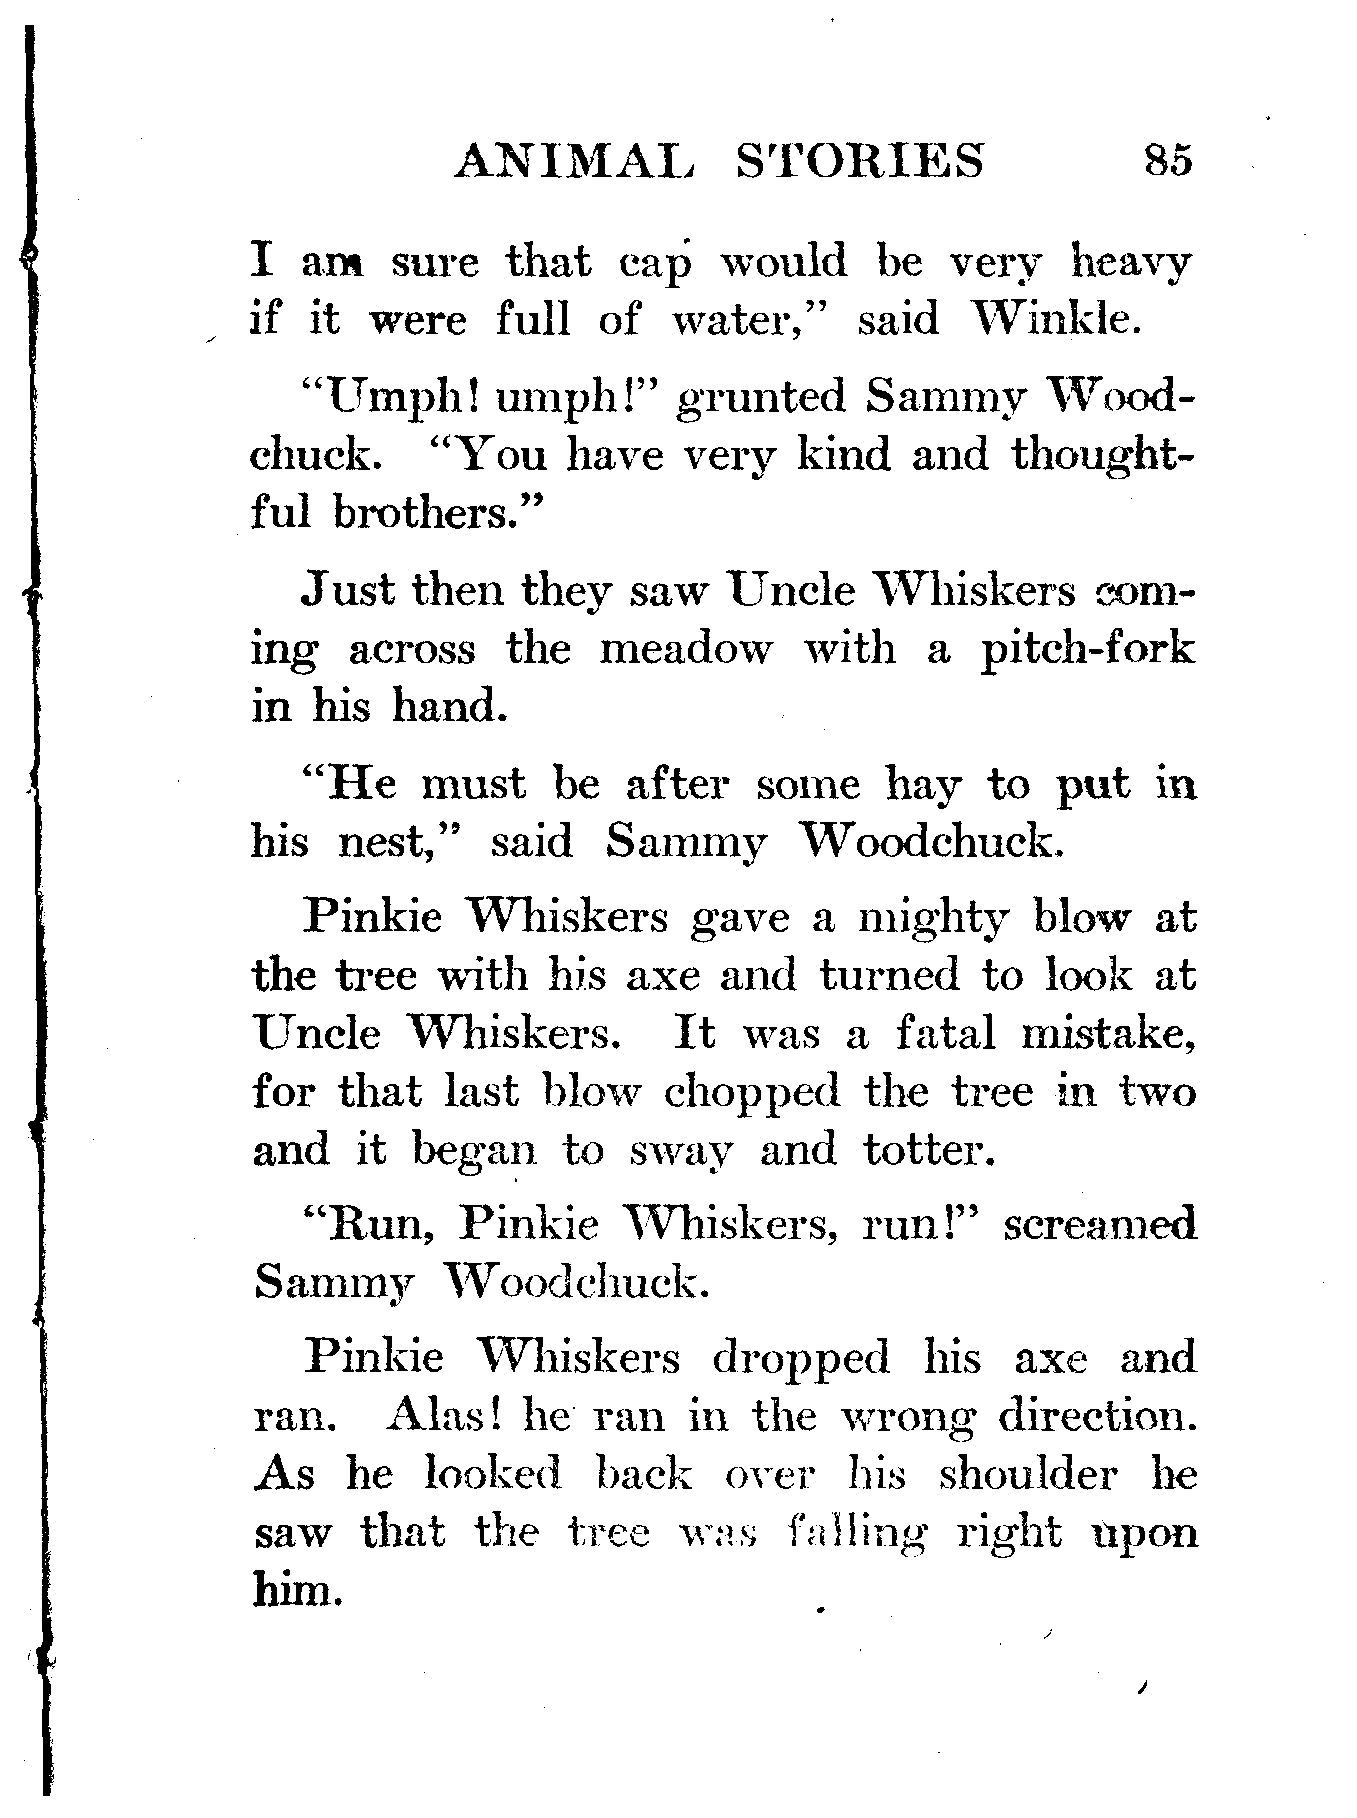 ANIMAL STORIES 85
I am sure that cap would be very heavy
if it were full of water," said Winkle.
"Umph! umph!" grunted Sammy Wood-
chuck. "You have very kind and thought-
ful brothers."
Just then they saw Uncle Whiskers com-
ing across the meadow with a pitch-fork
in his hand.
"He must be after some hay to put in
his nest," said Sammy Woodchuck.
Pinkie Whiskers gave a mighty blow at
the tree with his axe and turned to look at
Uncle Whiskers. It was a fatal mistake,
for that last blow chopped the tree in two
and it began to sway and totter.
"Run, Pinkie Whiskers, run!" screamed
Sammy Woodchuck.
Pinkie Whiskers dropped his axe and
ran. Alas! he ran in the wrong direction.
As he looked back over his shoulder he
saw that the tree was falling right upon
him.